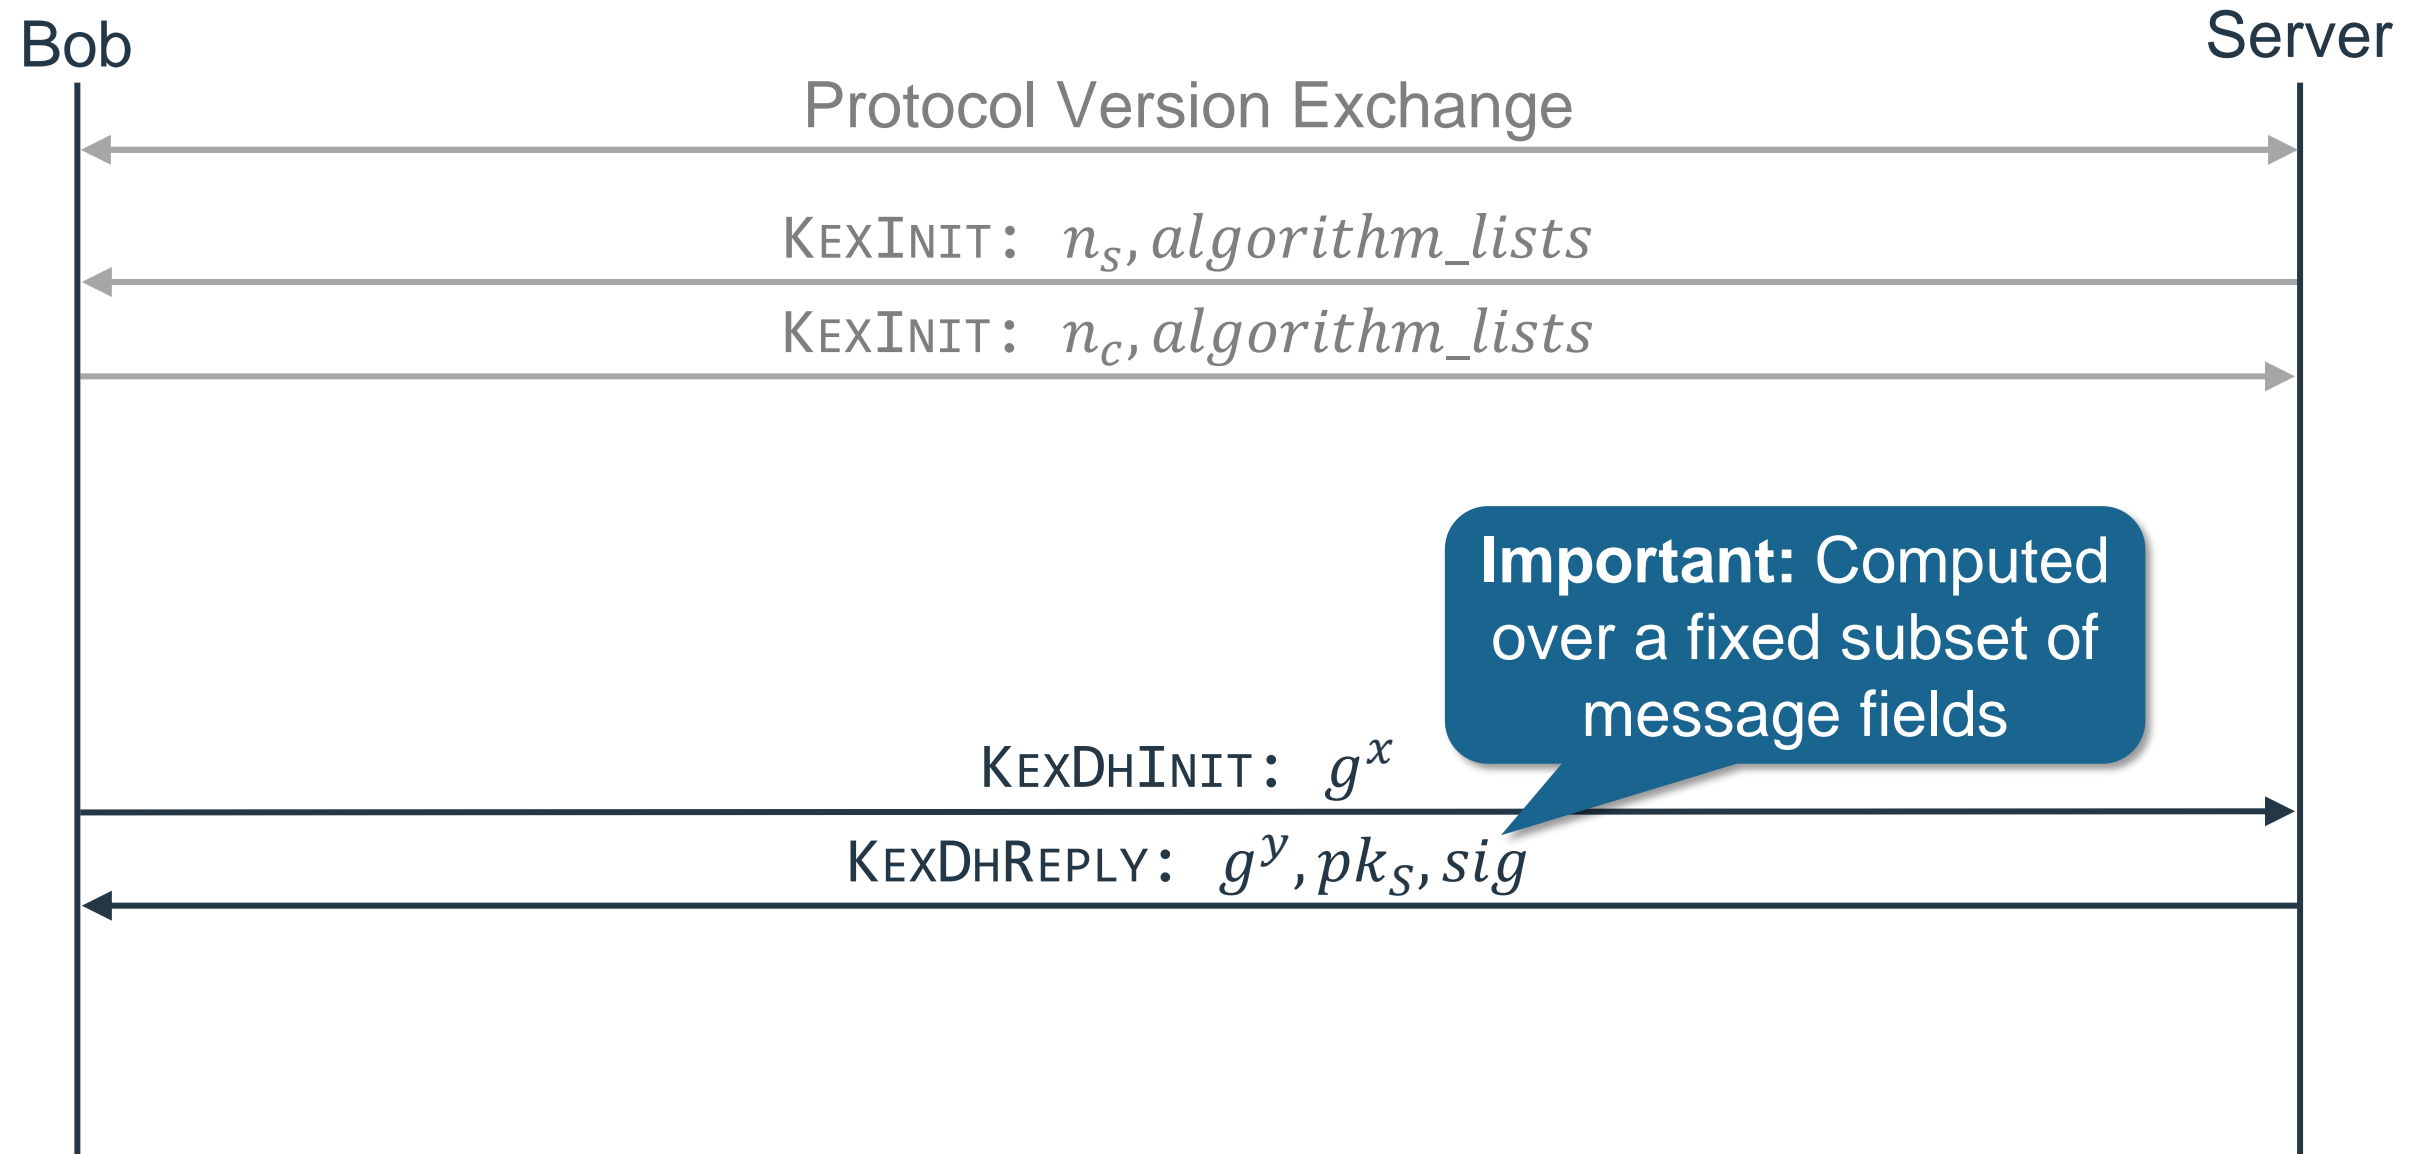 Bob
Server
Protocol Version Exchange
KEXINIT: n_s, algorithm_lists
KEXINIT: n_c, algorithm_lists
Important: Computed
over a fixed subset of
message fields
KEXDHINIT: g^x
KEXDHREPLY: g^y, pk_S, sig